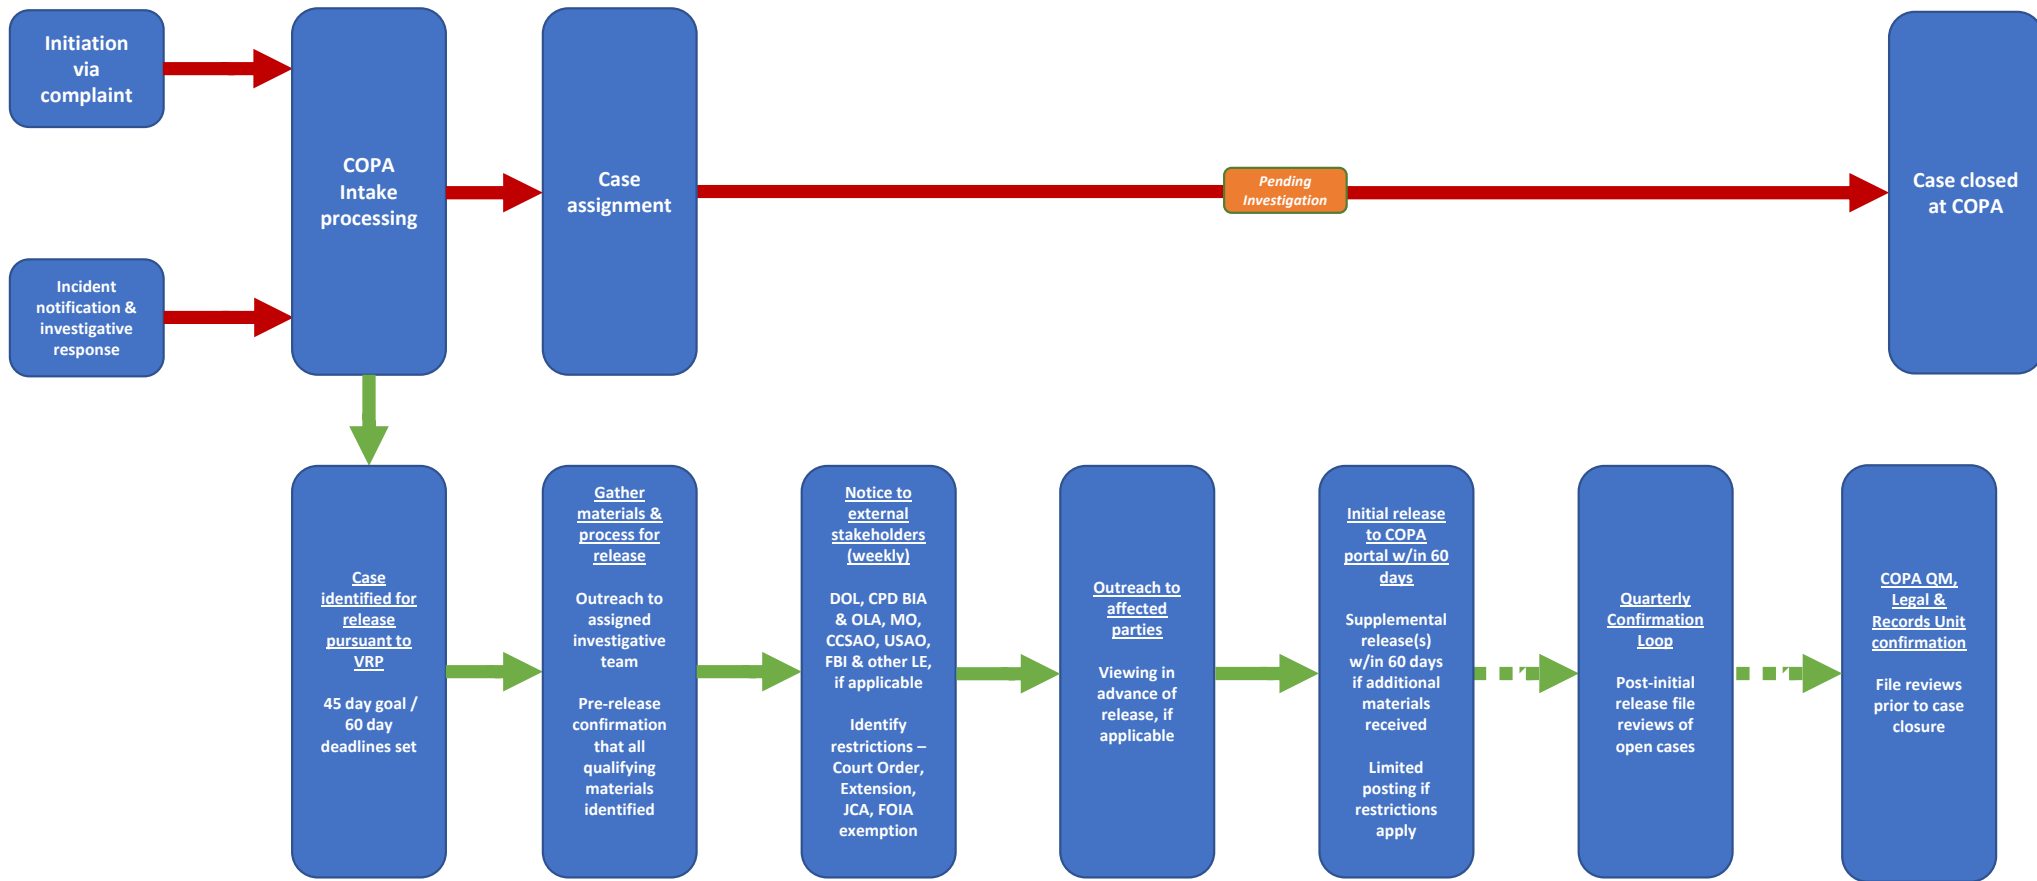 Initiation
via
complaint
Incident
notification &
investigative
response
COPA
Intake
processing
Case
assignment
Pending
Investigation
Case closed
at COPA
Case
identified for
release
pursuant to
VRP
45 day goal /
60 day
deadlines set
Gather
materials &
process for
release
Outreach to
assigned
investigative
team
Pre-release
confirmation
that all
qualifying
materials
identified
Notice to
external
stakeholders
(weekly)
DOL, CPD BIA
& OLA, MO,
CCSAO, USAO,
FBI & other LE,
if applicable
Identify
restrictions –
Court Order,
Extension,
JCA, FOIA
exemption
Outreach to
affected
parties
Viewing in
advance of
release, if
applicable
Initial release
to COPA
portal w/in 60
days
Supplemental
release(s)
w/in 60 days
if additional
materials
received
Limited
posting if
restrictions
apply
Quarterly
Confirmation
Loop
Post-initial
release file
reviews of
open cases
COPA QM,
Legal &
Records Unit
confirmation
File reviews
prior to case
closure